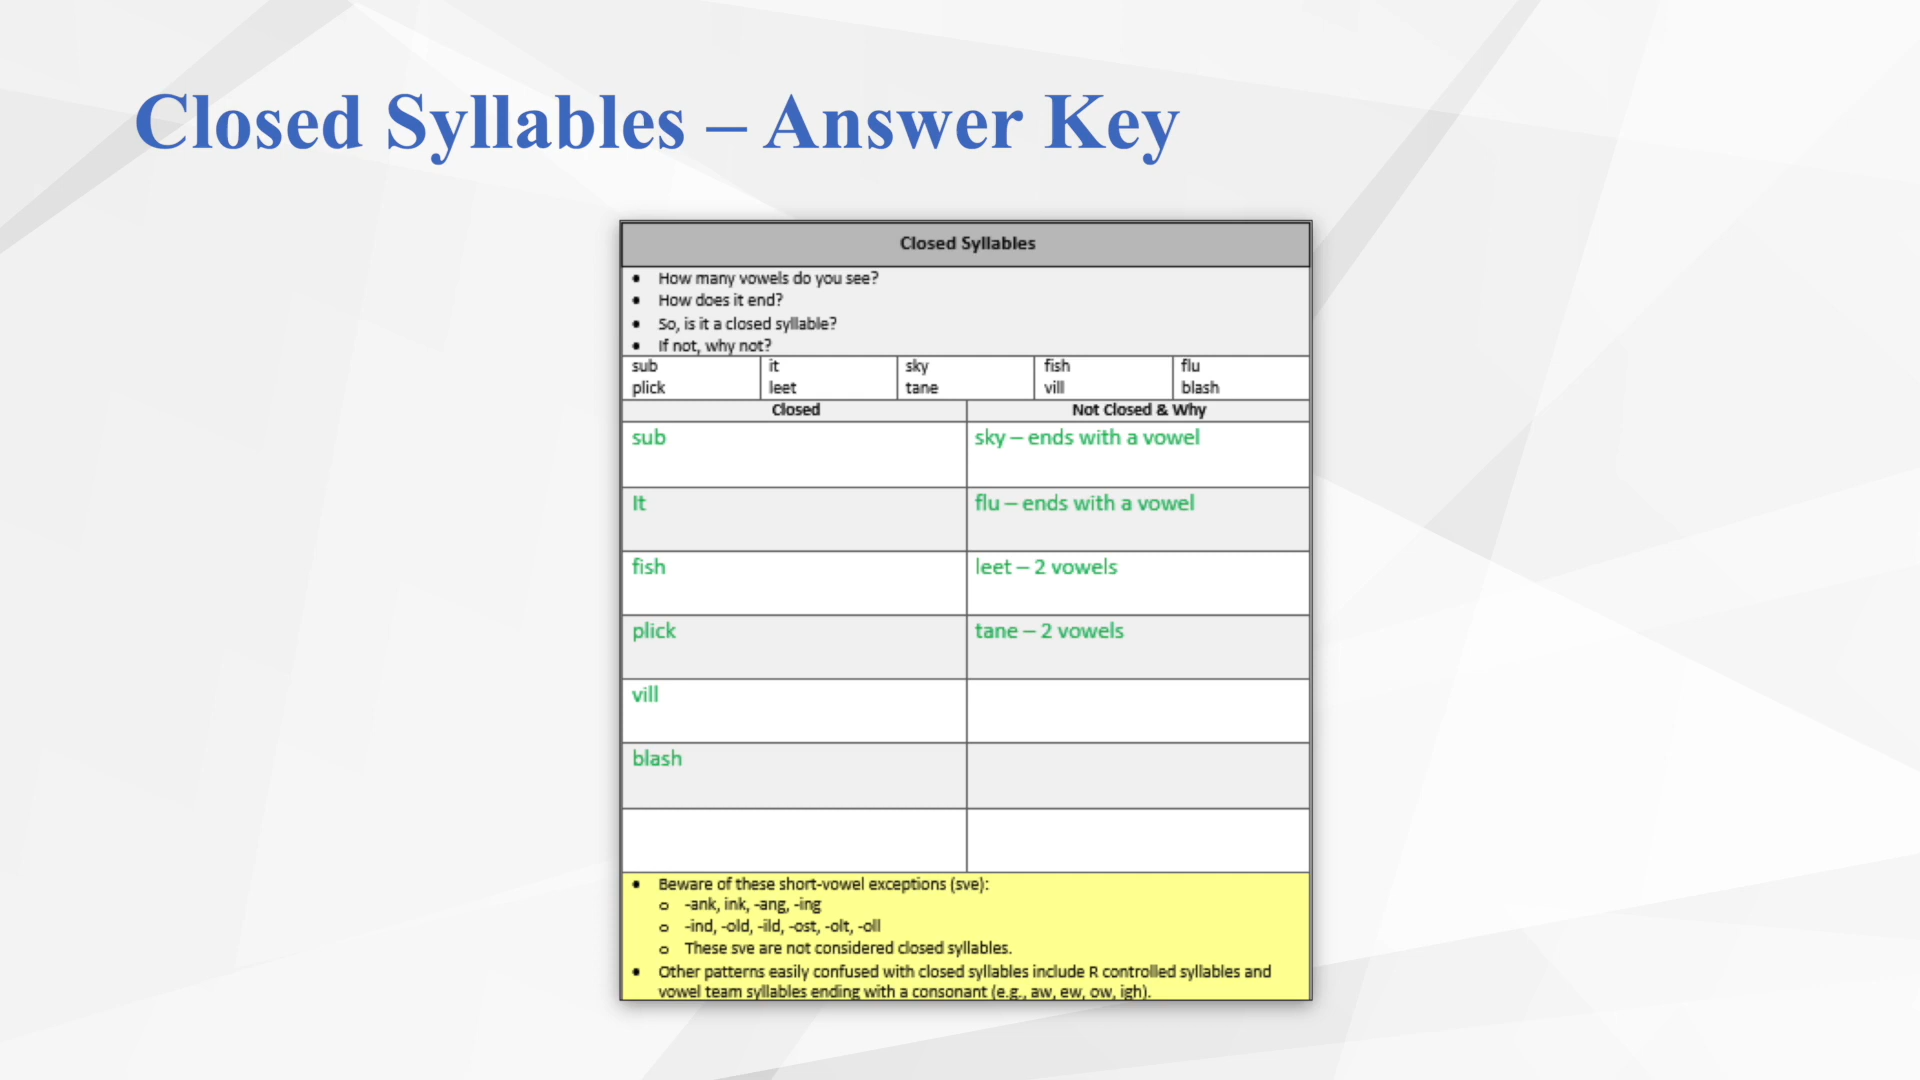 Closed Syllables – Answer Key
Closed Syllables
• How many vowels do you see?
• How does it end?
• So, is it a closed syllable?
• If not, why not?
sub it sky fish flu
plick leet tane vill blash
Closed Not Closed & Why
sub sky – ends with a vowel
It flu – ends with a vowel
fish leet – 2 vowels
plick tane – 2 vowels
vill
blash
• Beware of these short-vowel exceptions (sve):
o -ank, ink, -ang, -ing
o -ind, -old, -ild, -ost, -olt, -oll
o These sve are not considered closed syllables.
• Other patterns easily confused with closed syllables include R controlled syllables and
vowel team syllables ending with a consonant (e.g., aw, ew, ow, igh).